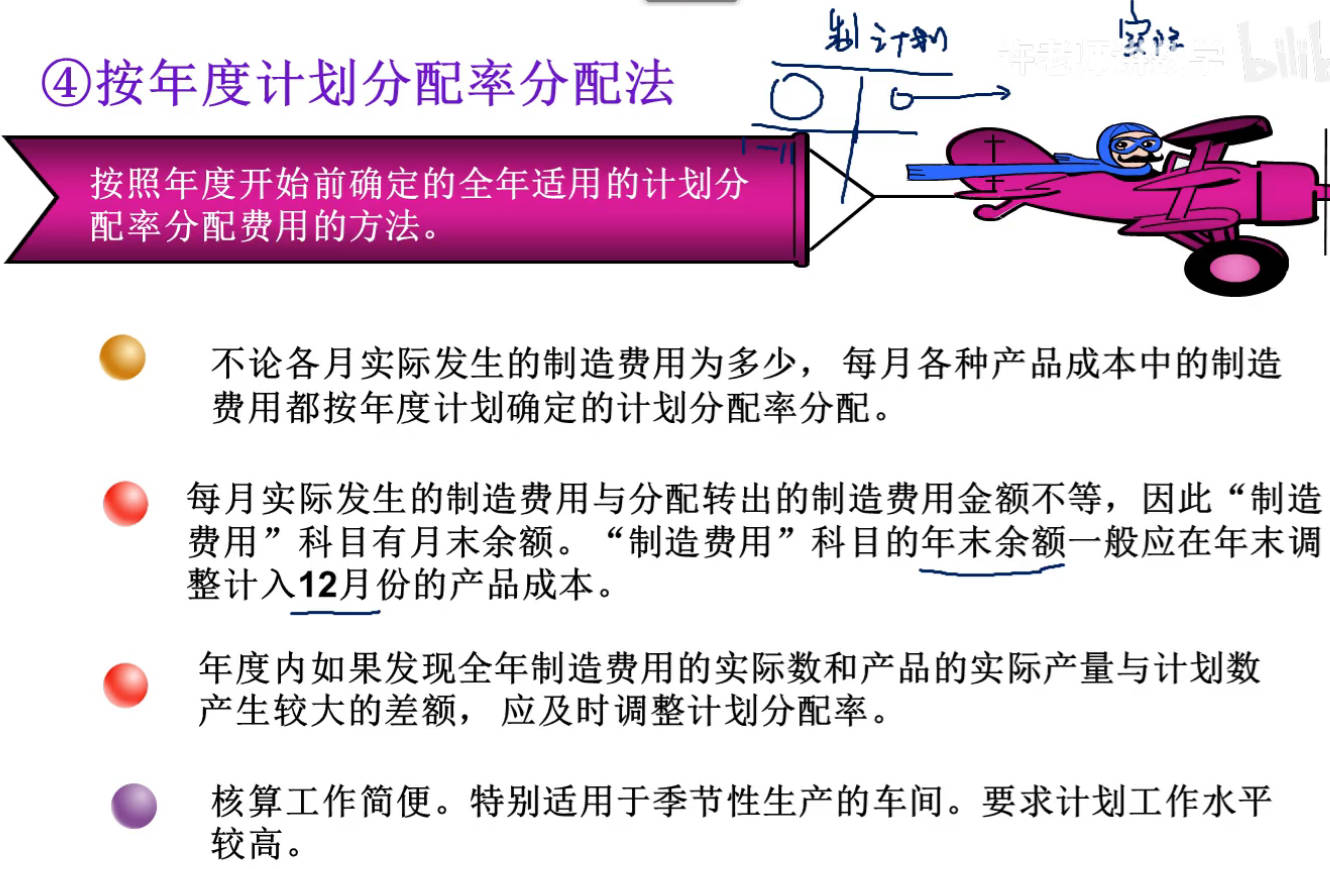 制 计划
实际
④按年度计划分配率分配法
1-11
按照年度开始前确定的全年适用的计划分
配率分配费用的方法。
不论各月实际发生的制造费用为多少， 每月各种产品成本中的制造
费用都按年度计划确定的计划分配率分配。
每月实际发生的制造费用与分配转出的制造费用金额不等，因此“制造
费用”科目有月末余额。“制造费用”科目的年末余额一般应在年末调
整计入12月份的产品成本。
年度内如果发现全年制造费用的实际数和产品的实际产量与计划数
产生较大的差额， 应及时调整计划分配率。
核算工作简便。特别适用于季节性生产的车间。要求计划工作水平
较高。